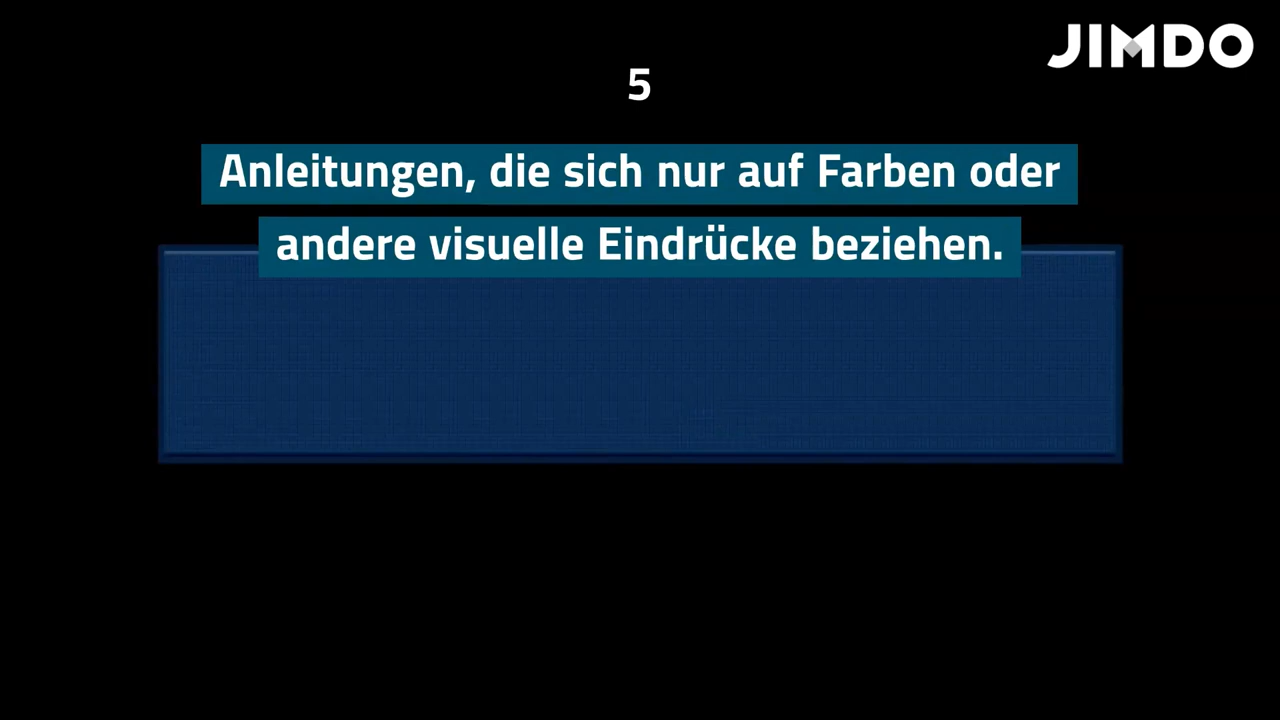 JIMDO
5
Anleitungen, die sich nur auf Farben oder
andere visuelle Eindrücke beziehen.